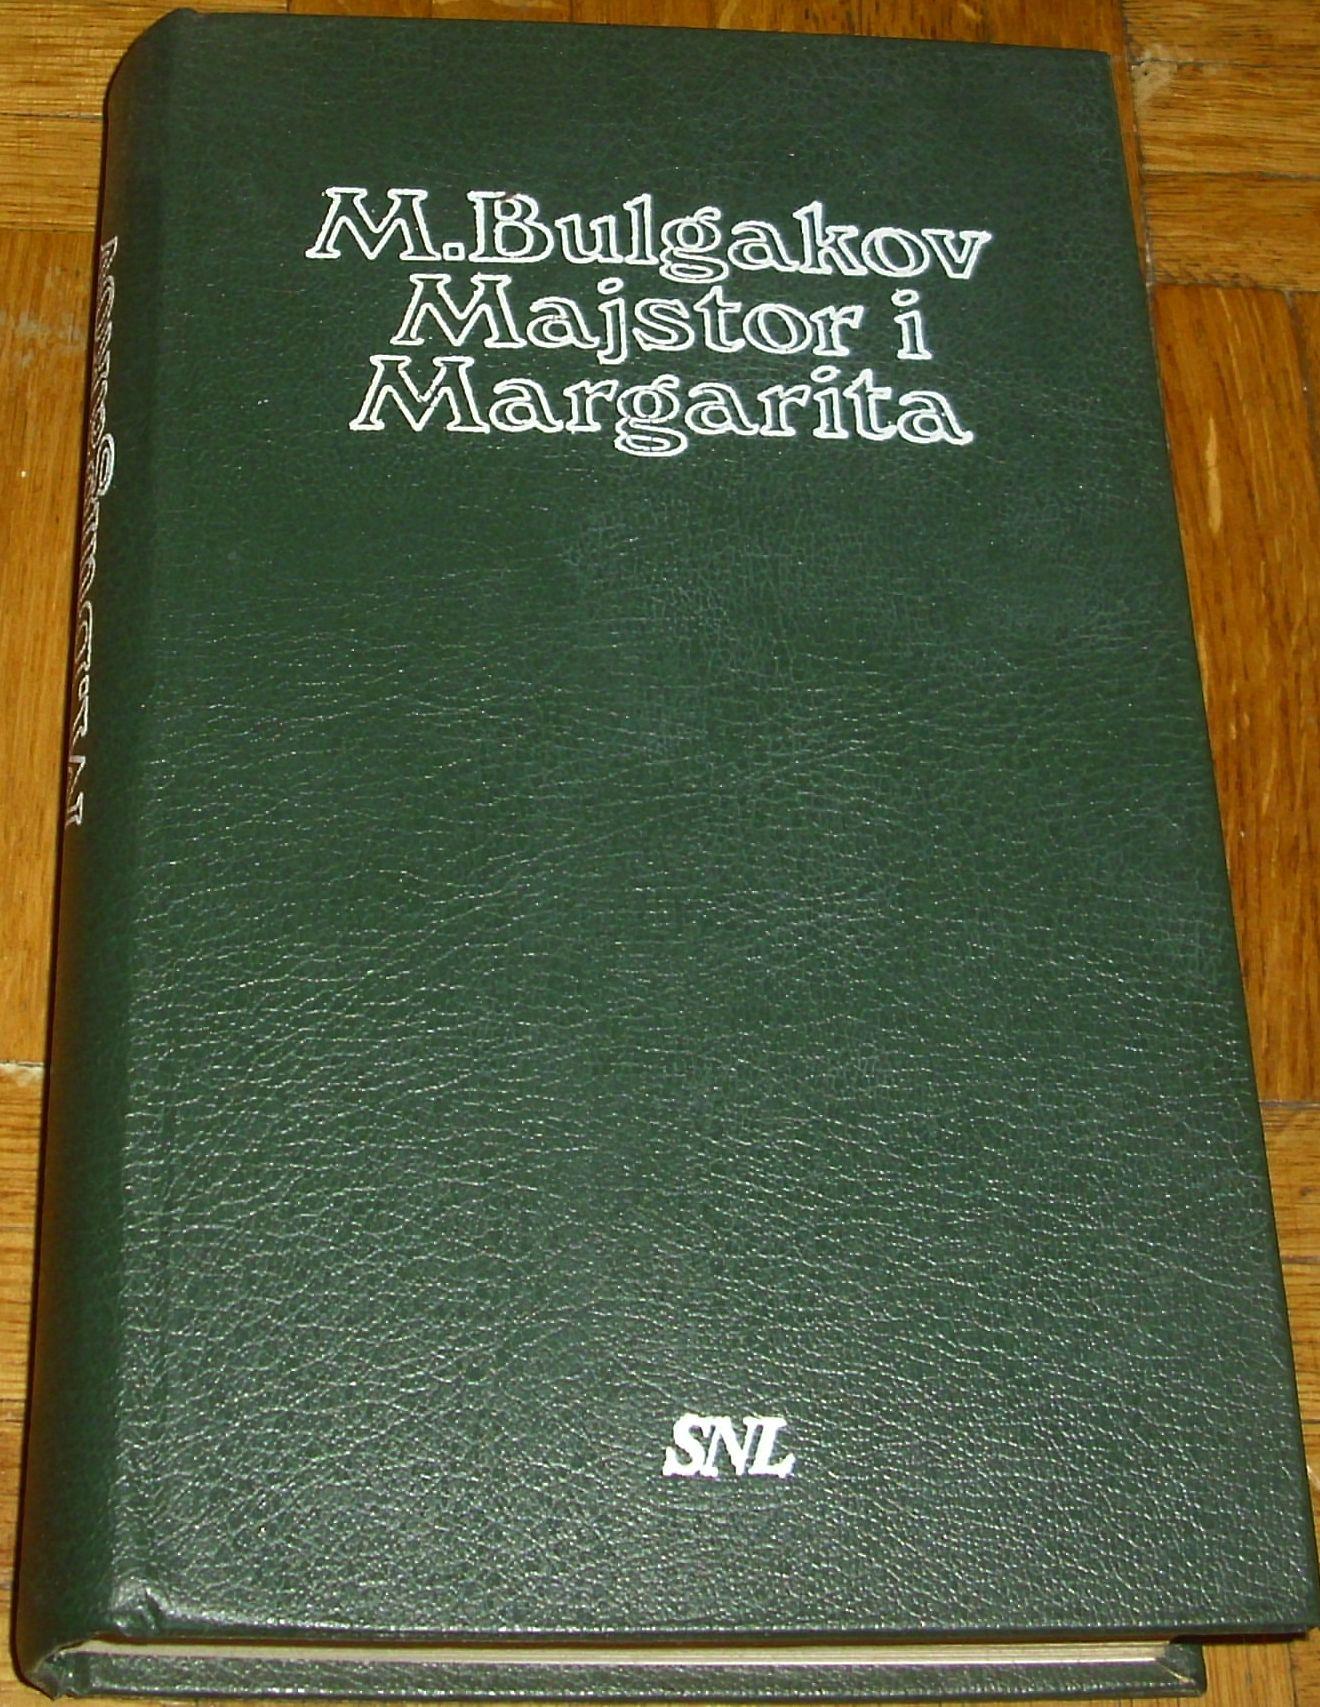 M.Bulgakov
Majstor i
Margarita
SNL